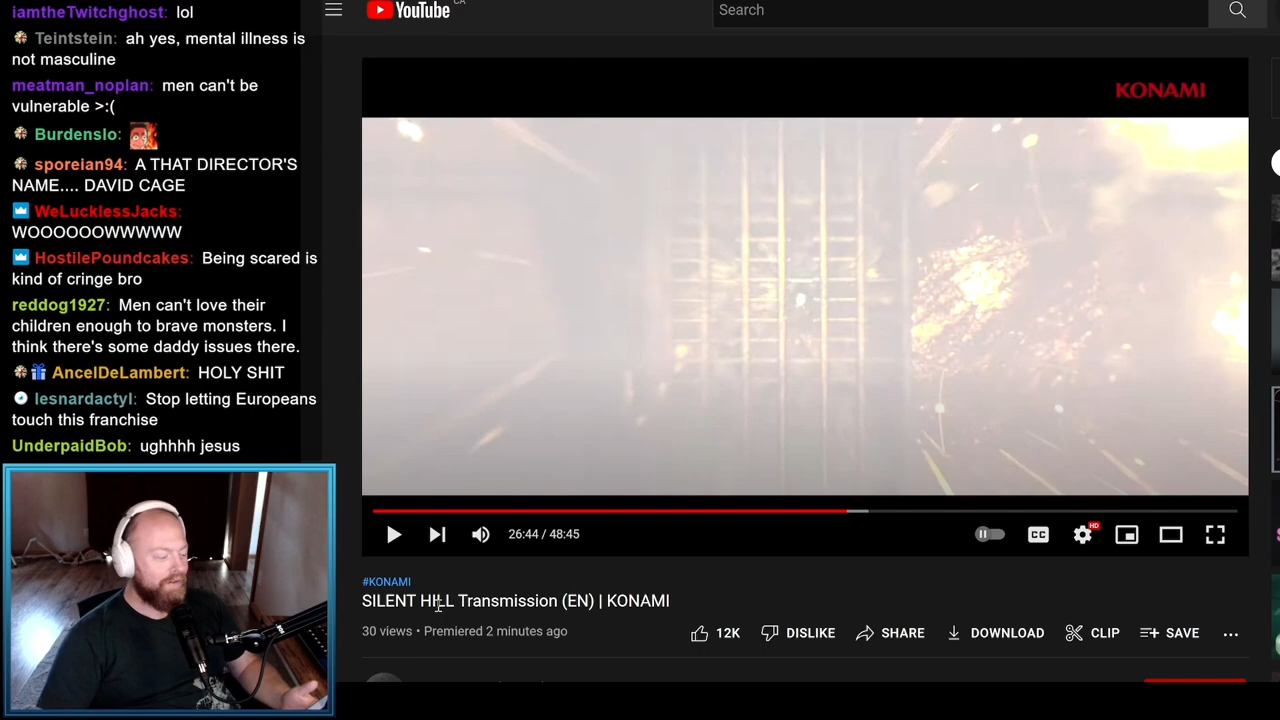 iamtheTwitchghost: lol
Teintstein: ah yes, mental illness is
not masculine
meatman_noplan: men can't be
vulnerable >:(
Burdenslo:
sporeian94: A THAT DIRECTOR'S
NAME.... DAVID CAGE
WeLucklessJacks:
WOOOOOOWWWWW
HostilePoundcakes: Being scared is
kind of cringe bro
reddog1927: Men can't love their
children enough to brave monsters. I
think there's some daddy issues there.
AncelDeLambert: HOLY SHIT
lesnardactyl: Stop letting Europeans
touch this franchise
UnderpaidBob: ughhhh jesus
YouTube CA
Search
KONAMI
26:44 / 48:45
CC
HD
#KONAMI
SILENT HILL Transmission (EN) | KONAMI
30 views • Premiered 2 minutes ago
12K
DISLIKE
SHARE
DOWNLOAD
CLIP
SAVE